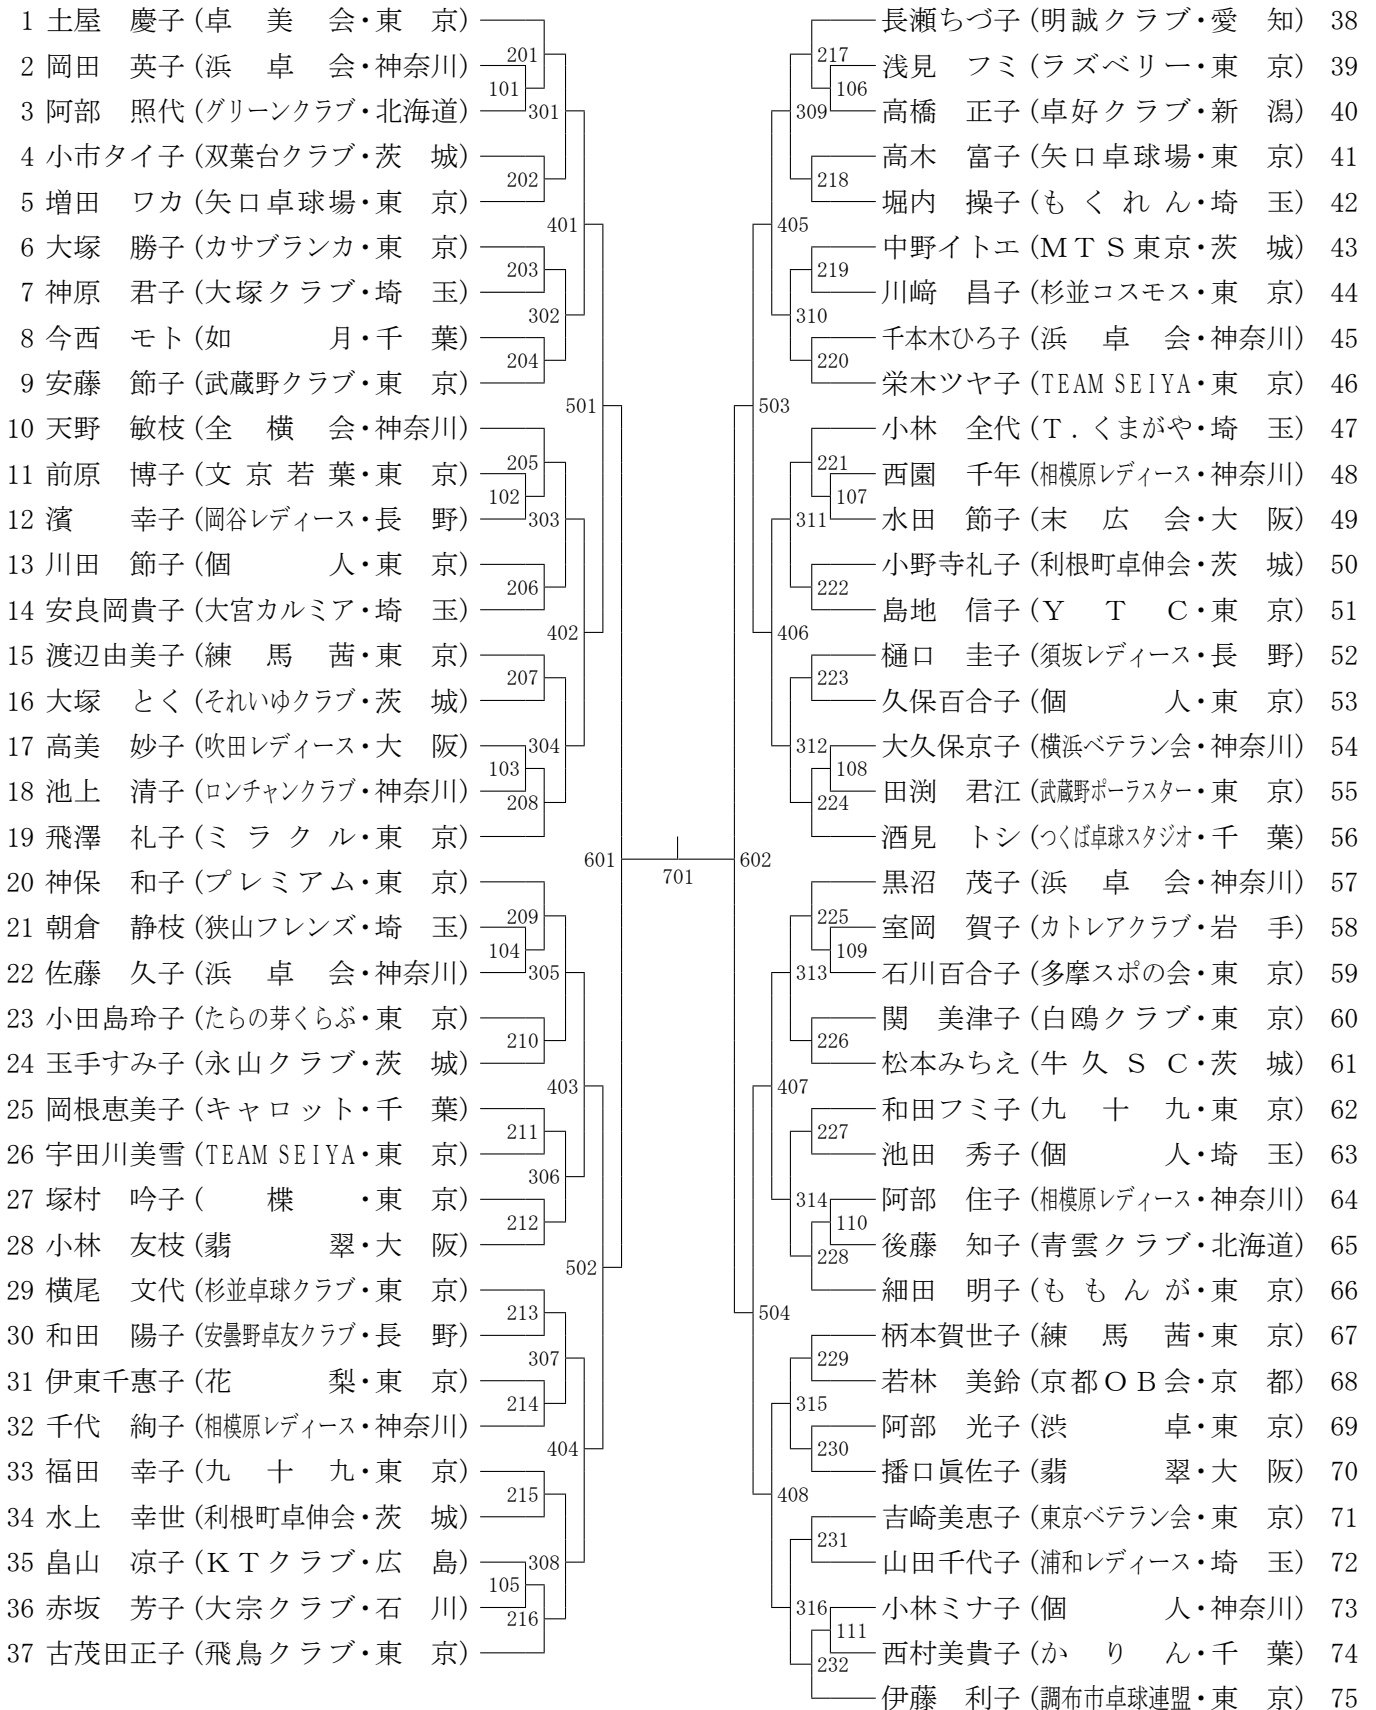 1 土屋 慶子 (卓美会・東京)
2 岡田 英子 (浜卓会・神奈川)
3 阿部 照代 (グリーンクラブ・北海道)
4 小市タイ子 (双葉台クラブ・茨城)
5 増田 ワカ (矢口卓球場・東京)
6 大塚 勝子 (カサブランカ・東京)
7 神原 君子 (大塚クラブ・埼玉)
8 今西 モト (如月・千葉)
9 安藤 節子 (武蔵野クラブ・東京)
10 天野 敏枝 (全横会・神奈川)
11 前原 博子 (文京若葉・東京)
12 濱 幸子 (岡谷レディース・長野)
13 川田 節子 (個人・東京)
14 安良岡貴子 (大宮カルミア・埼玉)
15 渡辺由美子 (練馬茜・東京)
16 大塚 とく (それいゆクラブ・茨城)
17 高美 妙子 (吹田レディース・大阪)
18 池上 清子 (ロンチャンクラブ・神奈川)
19 飛澤 礼子 (ミラクル・東京)
20 神保 和子 (プレミアム・東京)
21 朝倉 静枝 (狭山フレンズ・埼玉)
22 佐藤 久子 (浜卓会・神奈川)
23 小田島玲子 (たらの芽くらぶ・東京)
24 玉手すみ子 (永山クラブ・茨城)
25 岡根恵美子 (キャロット・千葉)
26 宇田川美雪 (TEAM SEIYA・東京)
27 塚村 吟子 (楪・東京)
28 小林 友枝 (翡翠・大阪)
29 横尾 文代 (杉並卓球クラブ・東京)
30 和田 陽子 (安曇野卓友クラブ・長野)
31 伊東千惠子 (花梨・東京)
32 千代 絢子 (相模原レディース・神奈川)
33 福田 幸子 (九十九・東京)
34 水上 幸世 (利根町卓伸会・茨城)
35 畠山 凉子 (KTクラブ・広島)
36 赤坂 芳子 (大宗クラブ・石川)
37 古茂田正子 (飛鳥クラブ・東京)
101
102
103
104
105
201
202
203
204
205
206
207
208
209
210
211
212
213
214
215
216
301
302
303
304
305
306
307
308
401
402
403
404
501
502
601
701
602
503
504
405
406
407
408
309
310
311
312
313
314
315
316
217
218
219
220
221
222
223
224
225
226
227
228
229
230
231
232
106
107
108
109
110
111
長瀬ちづ子 (明誠クラブ・愛知) 38
浅見 フミ (ラズベリー・東京) 39
高橋 正子 (卓好クラブ・新潟) 40
高木 富子 (矢口卓球場・東京) 41
堀内 操子 (もくれん・埼玉) 42
中野イトエ (MTS東京・茨城) 43
川﨑 昌子 (杉並コスモス・東京) 44
千本木ひろ子 (浜卓会・神奈川) 45
栄木ツヤ子 (TEAM SEIYA・東京) 46
小林 全代 (T.くまがや・埼玉) 47
西園 千年 (相模原レディース・神奈川) 48
水田 節子 (末広会・大阪) 49
小野寺礼子 (利根町卓伸会・茨城) 50
島地 信子 (YTC・東京) 51
樋口 圭子 (須坂レディース・長野) 52
久保百合子 (個人・東京) 53
大久保京子 (横浜ベテラン会・神奈川) 54
田渕 君江 (武蔵野ポーラスター・東京) 55
酒見 トシ (つくば卓球スタジオ・千葉) 56
黒沼 茂子 (浜卓会・神奈川) 57
室岡 賀子 (カトレアクラブ・岩手) 58
石川百合子 (多摩スポの会・東京) 59
関 美津子 (白鴎クラブ・東京) 60
松本みちえ (牛久SC・茨城) 61
和田フミ子 (九十九・東京) 62
池田 秀子 (個人・埼玉) 63
阿部 住子 (相模原レディース・神奈川) 64
後藤 知子 (青雲クラブ・北海道) 65
細田 明子 (ももんが・東京) 66
柄本賀世子 (練馬茜・東京) 67
若林 美鈴 (京都OB会・京都) 68
阿部 光子 (渋卓・東京) 69
播口眞佐子 (翡翠・大阪) 70
吉崎美恵子 (東京ベテラン会・東京) 71
山田千代子 (浦和レディース・埼玉) 72
小林ミナ子 (個人・神奈川) 73
西村美貴子 (かりん・千葉) 74
伊藤 利子 (調布市卓球連盟・東京) 75